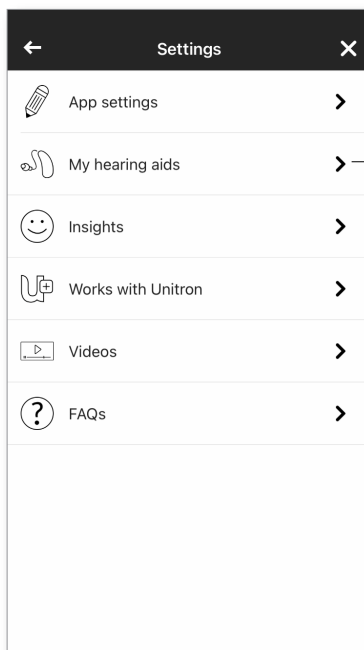 Settings
App settings
My hearing aids
Insights
Works with Unitron
Videos
FAQs